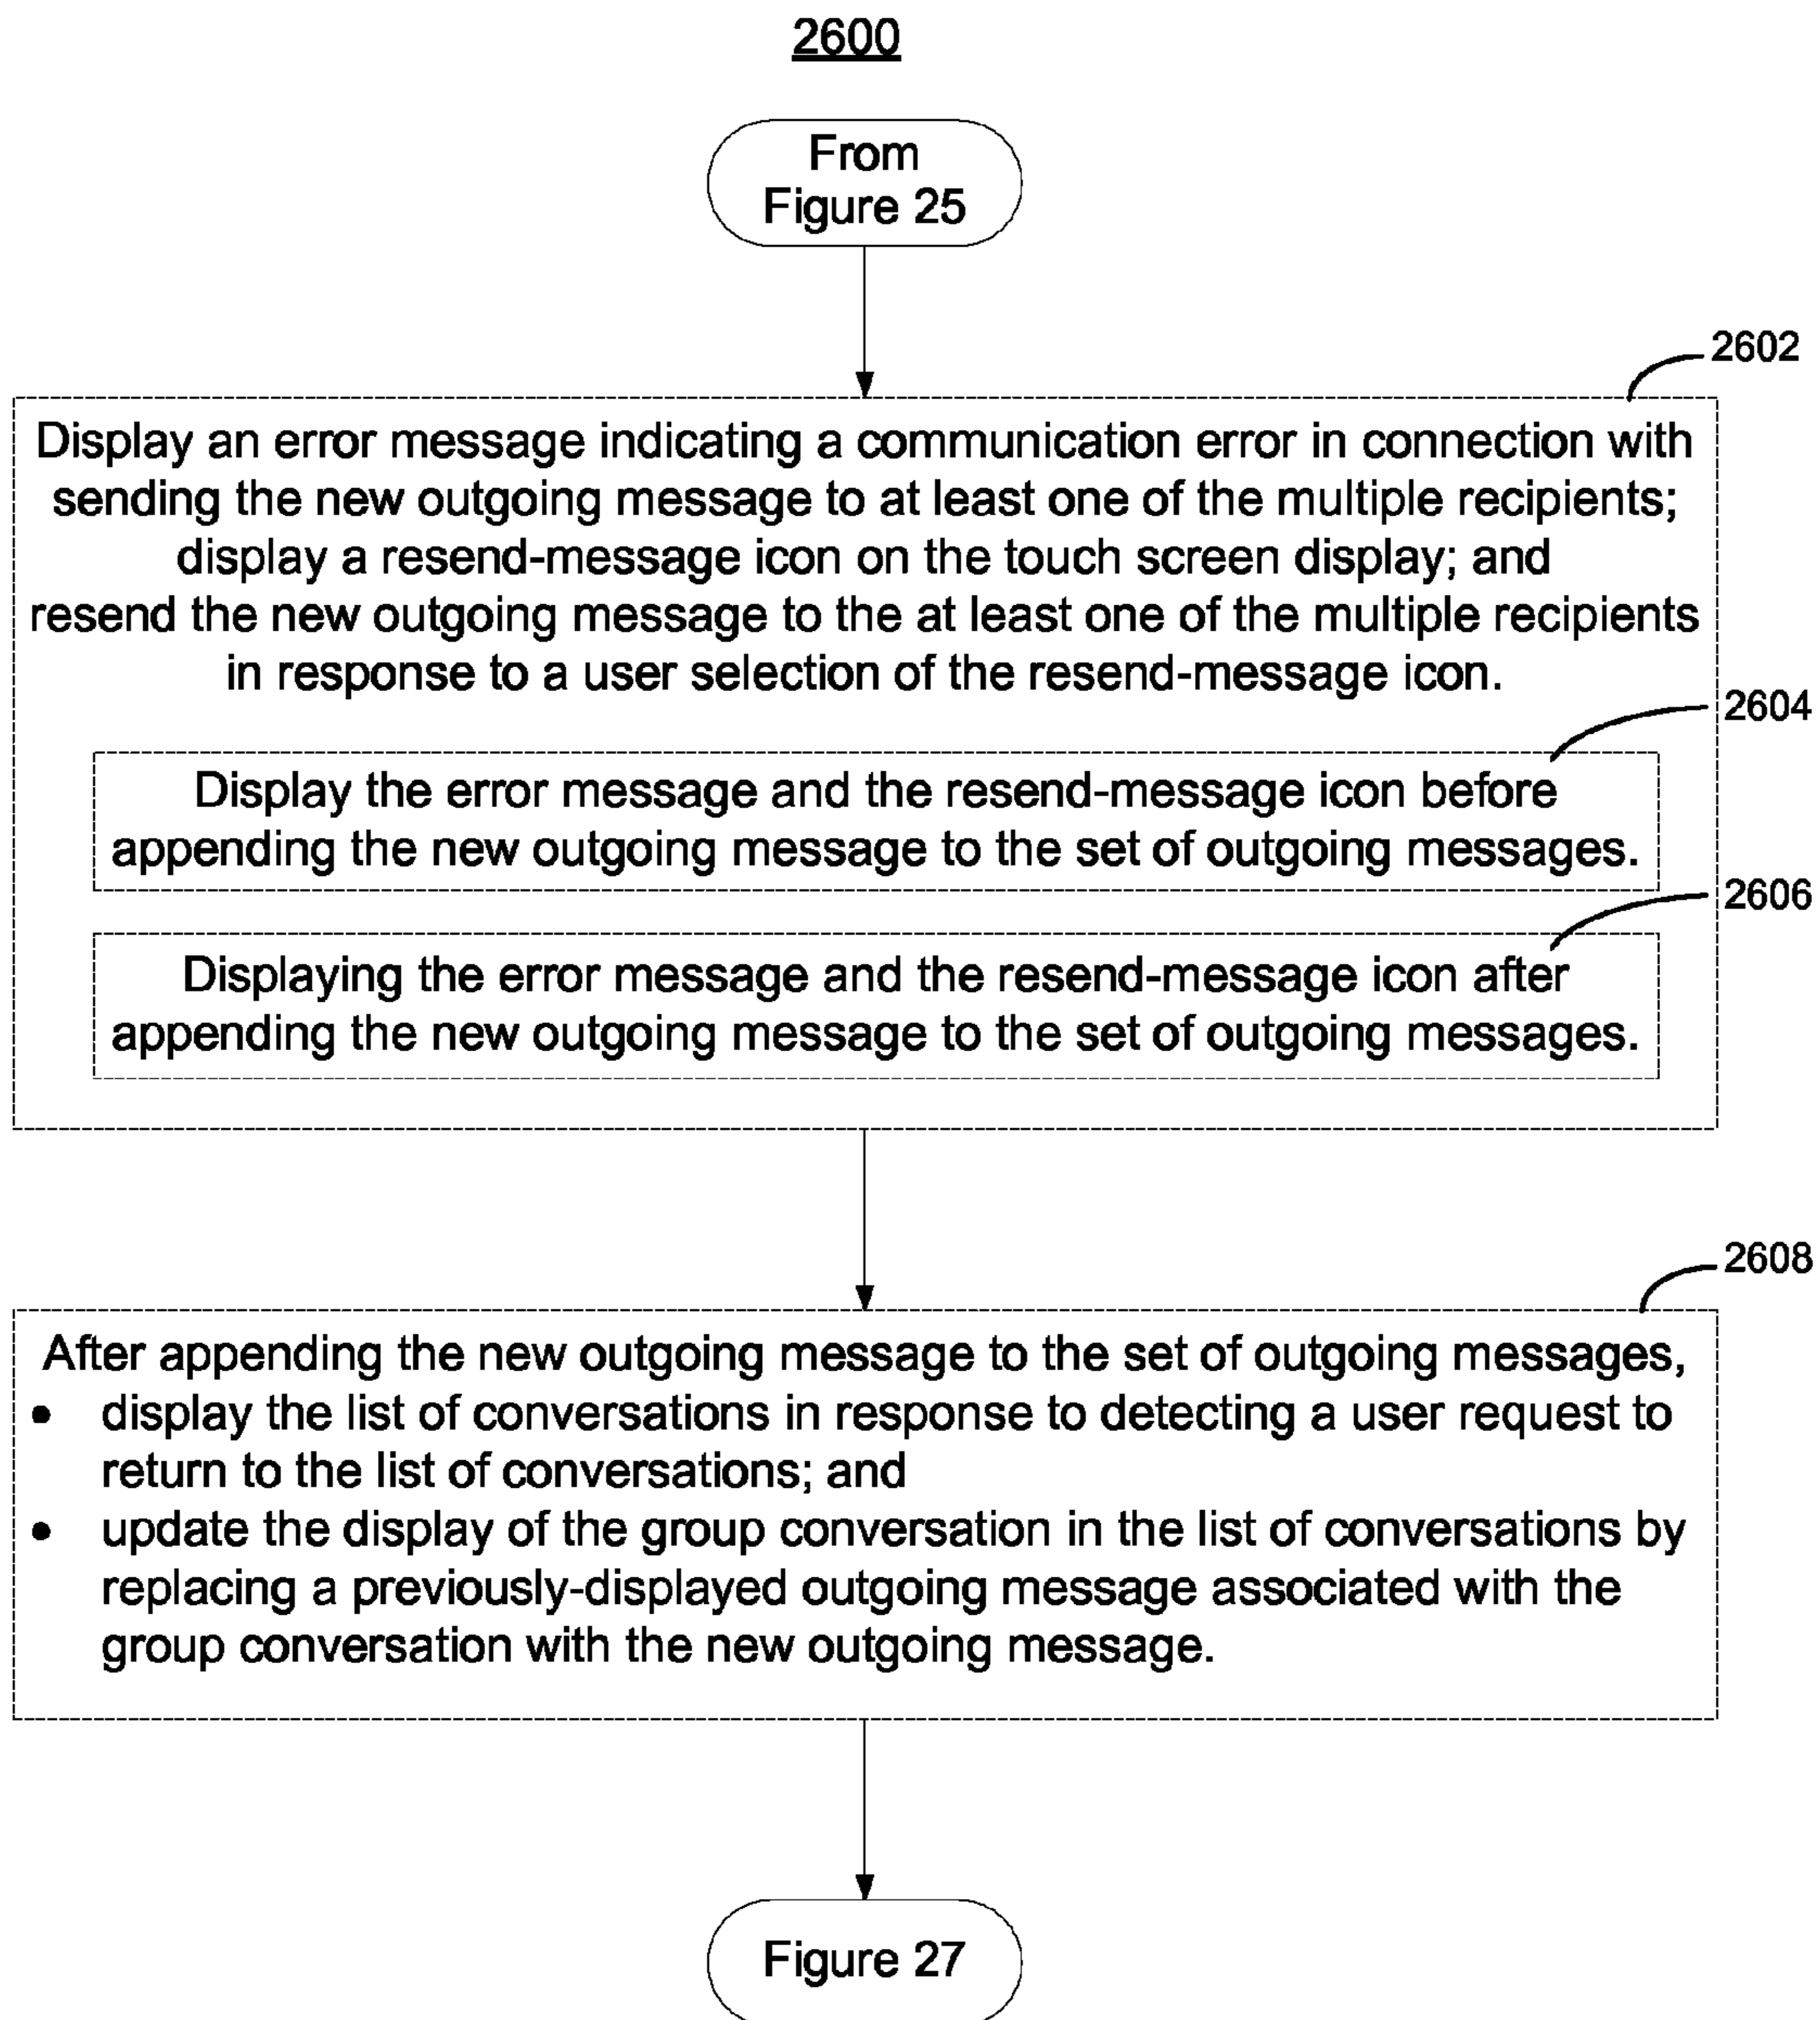 2600
From
Figure 25
2602
Display an error message indicating a communication error in connection with
sending the new outgoing message to at least one of the multiple recipients;
display a resend-message icon on the touch screen display; and
resend the new outgoing message to the at least one of the multiple recipients
in response to a user selection of the resend-message icon.
2604
Display the error message and the resend-message icon before
appending the new outgoing message to the set of outgoing messages.
2606
Displaying the error message and the resend-message icon after
appending the new outgoing message to the set of outgoing messages.
2608
After appending the new outgoing message to the set of outgoing messages,
• display the list of conversations in response to detecting a user request to
return to the list of conversations; and
• update the display of the group conversation in the list of conversations by
replacing a previously-displayed outgoing message associated with the
group conversation with the new outgoing message.
Figure 27